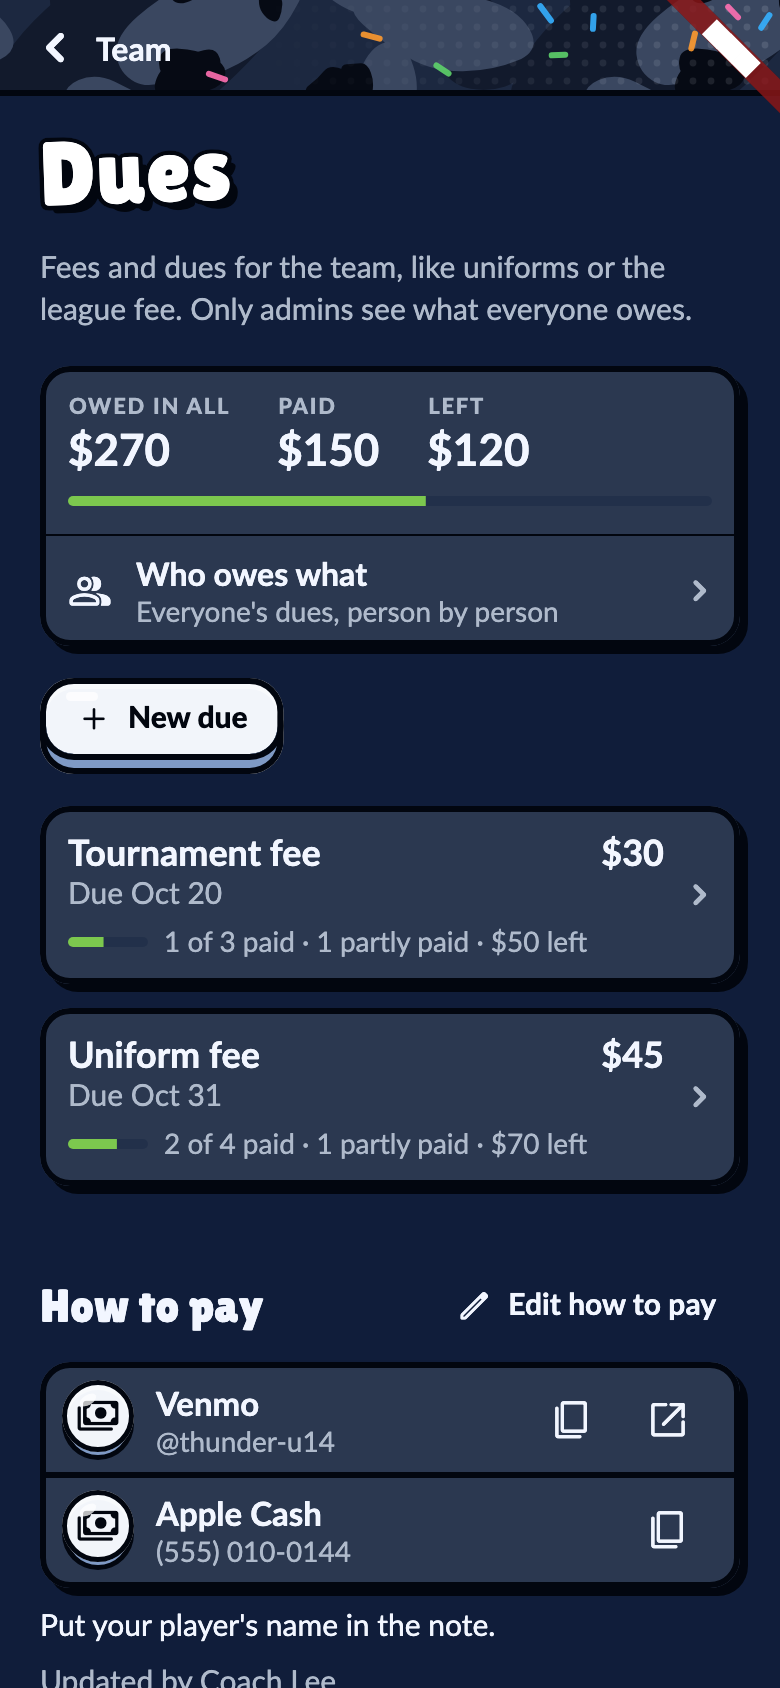 Team
Dues
Fees and dues for the team, like uniforms or the
league fee. Only admins see what everyone owes.
OWED IN ALL PAID LEFT
$270 $150 $120
Who owes what
Everyone's dues, person by person
New due
Tournament fee $30
Due Oct 20
1 of 3 paid · 1 partly paid · $50 left
Uniform fee $45
Due Oct 31
2 of 4 paid · 1 partly paid · $70 left
How to pay Edit how to pay
Venmo
@thunder-u14
Apple Cash
(555) 010-0144
Put your player's name in the note.
Updated by Coach Lee